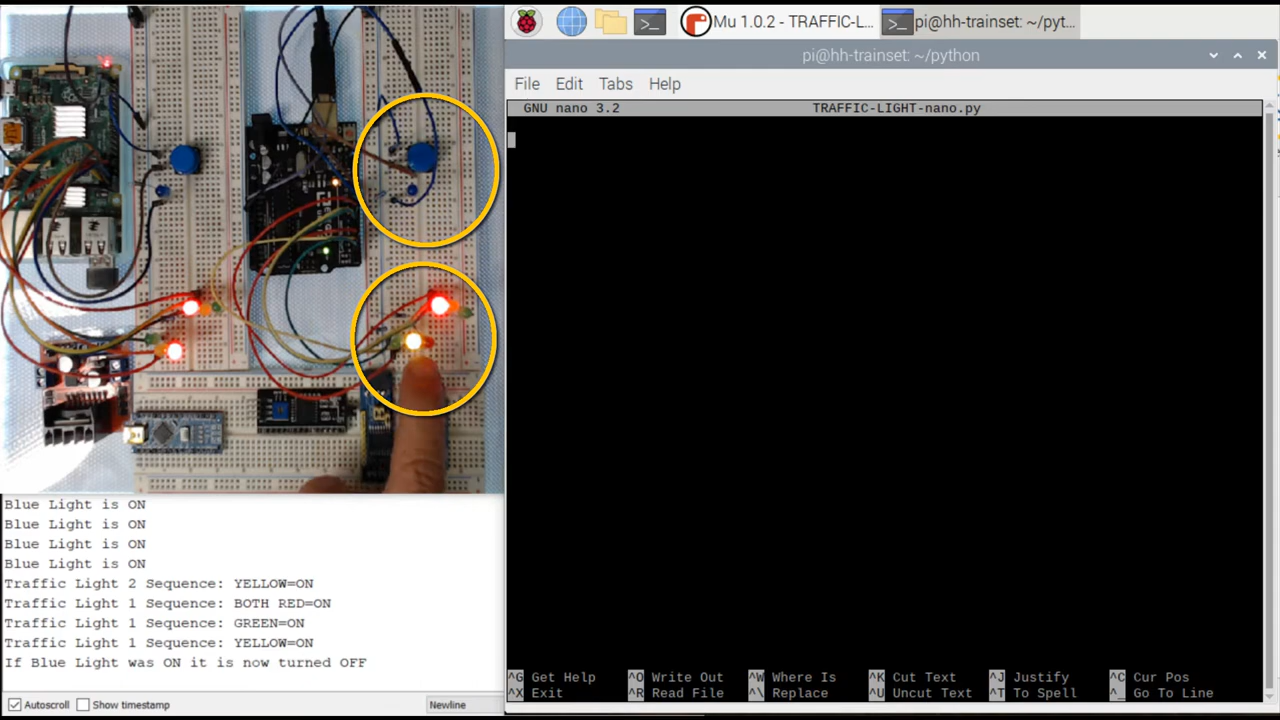 Mu 1.0.2 - TRAFFIC-L...
pi@hh-trainset: ~/pyt...
pi@hh-trainset: ~/python
File Edit Tabs Help
GNU nano 3.2 TRAFFIC-LIGHT-nano.py
Blue Light is ON
Blue Light is ON
Blue Light is ON
Blue Light is ON
Traffic Light 2 Sequence: YELLOW=ON
Traffic Light 1 Sequence: BOTH RED=ON
Traffic Light 1 Sequence: GREEN=ON
Traffic Light 1 Sequence: YELLOW=ON
If Blue Light was ON it is now turned OFF
Autoscroll Show timestamp Newline
^G Get Help ^O Write Out ^W Where Is ^K Cut Text ^J Justify ^C Cur Pos
^X Exit ^R Read File ^\ Replace ^U Uncut Text ^T To Spell ^_ Go To Line